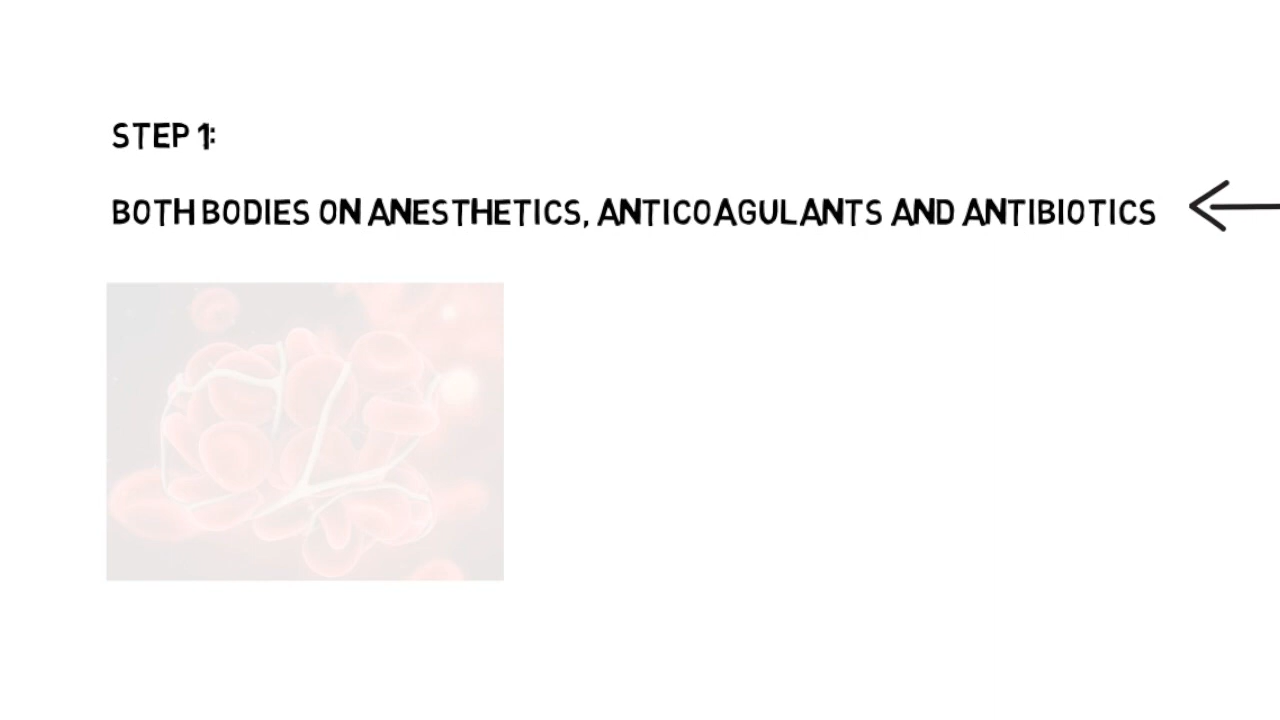 STEP 1:
BOTH BODIES ON ANESTHETICS, ANTICOAGULANTS AND ANTIBIOTICS